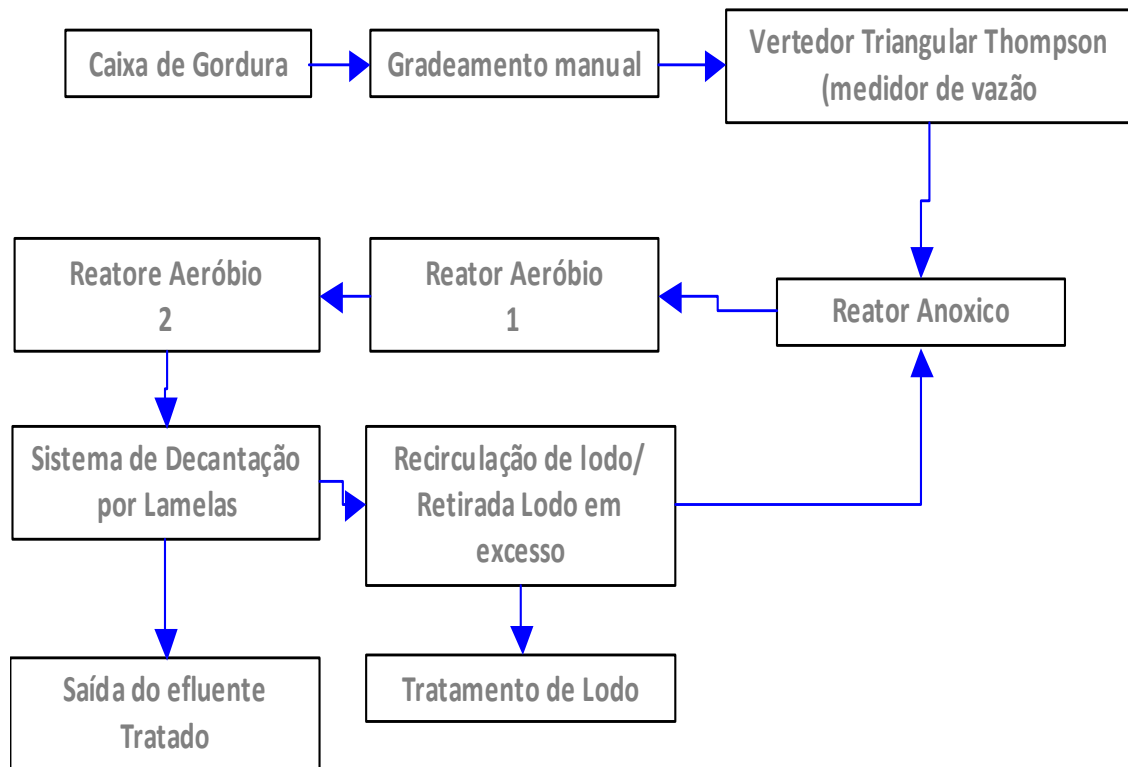 Caixa de Gordura
Gradeamento manual
Vertedor Triangular Thompson
(medidor de vazão
Reatore Aeróbio
2
Reator Aeróbio
1
Reator Anoxico
Sistema de Decantação
por Lamelas
Recirculação de lodo/
Retirada Lodo em
excesso
Saída do efluente
Tratado
Tratamento de Lodo